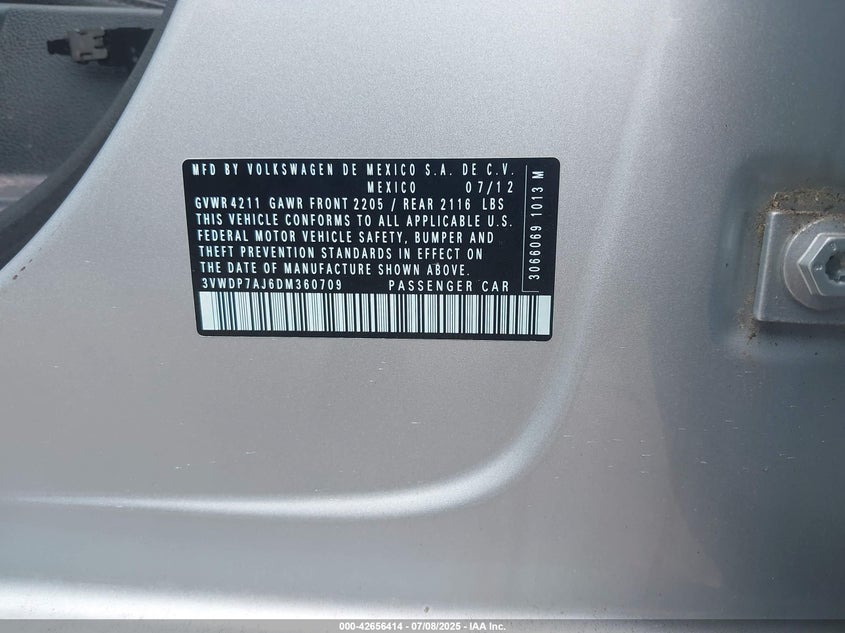 MFD BY VOLKSWAGEN DE MEXICO S.A. DE C.V.
MEXICO 07/12
GVWR 4211 GAWR FRONT 2205 / REAR 2116 LBS
THIS VEHICLE CONFORMS TO ALL APPLICABLE U.S.
FEDERAL MOTOR VEHICLE SAFETY, BUMPER AND
THEFT PREVENTION STANDARDS IN EFFECT ON
THE DATE OF MANUFACTURE SHOWN ABOVE.
3VWDP7AJ6DM360709 PASSENGER CAR
3066069 1013 M
000-42656414 - 07/08/2025 - IAA Inc.